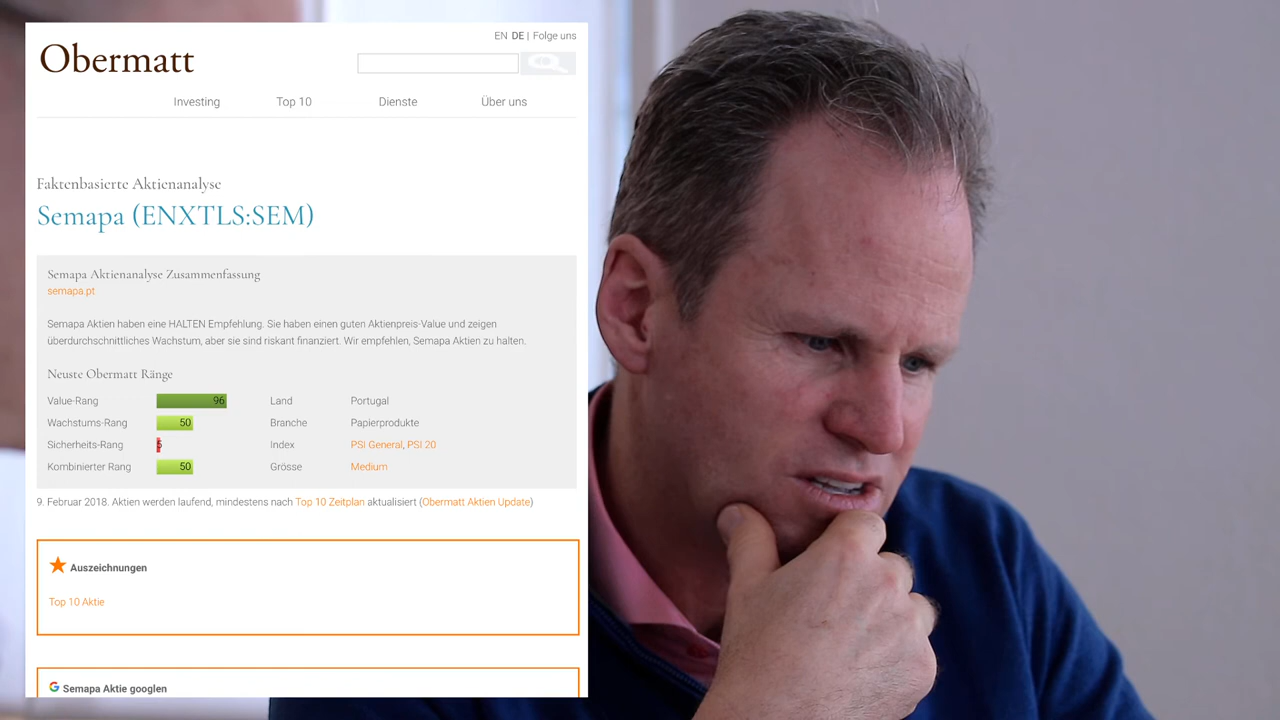 EN DE | Folge uns
Obermatt
Investing Top 10 Dienste Über uns
Faktenbasierte Aktienanalyse
Semapa (ENXTLS:SEM)
Semapa Aktienanalyse Zusammenfassung
semapa.pt
Semapa Aktien haben eine HALTEN Empfehlung. Sie haben einen guten Aktienpreis-Value und zeigen
überdurchschnittliches Wachstum, aber sie sind riskant finanziert. Wir empfehlen, Semapa Aktien zu halten.
Neuste Obermatt Ränge
Value-Rang 96 Land Portugal
Wachstums-Rang 50 Branche Papierprodukte
Sicherheits-Rang 5 Index PSI General, PSI 20
Kombinierter Rang 50 Grösse Medium
9. Februar 2018. Aktien werden laufend, mindestens nach Top 10 Zeitplan aktualisiert (Obermatt Aktien Update)
Auszeichnungen
Top 10 Aktie
G Semapa Aktie googlen